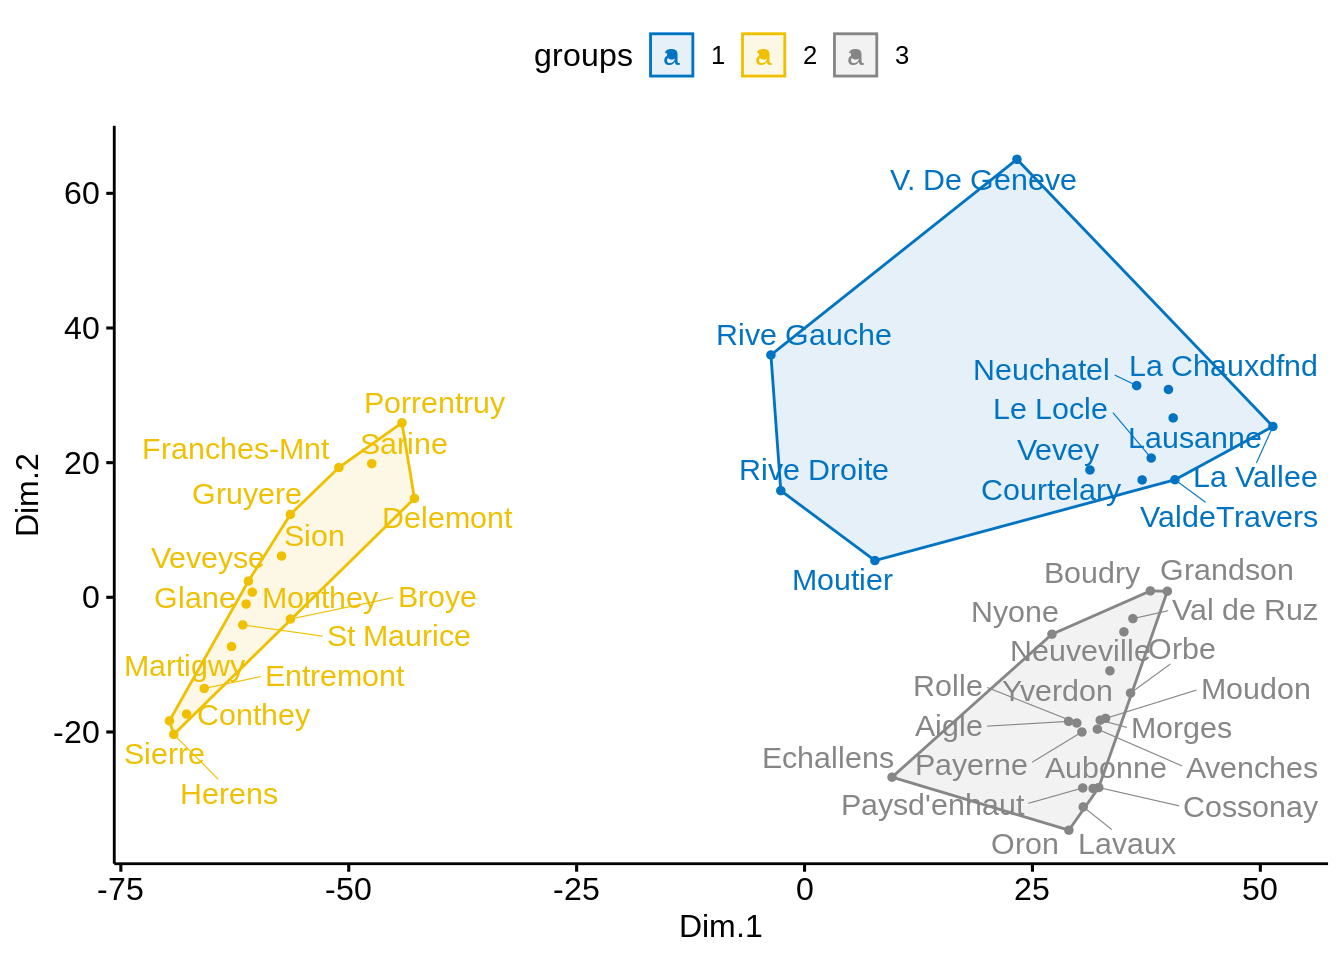 groups a 1 a 2 a 3
Dim.2
60
40
20
0
-20
V. De Geneve
Rive Gauche
Neuchatel
La Chauxdfnd
Le Locle
Lausanne
Vevey
Rive Droite
La Vallee
Courtelary
ValdeTravers
Moutier
Porrentruy
Sarine
Franches-Mnt
Gruyere
Delemont
Sion
Veveyse
Glane
Monthey
Broye
St Maurice
Martigwy
Entremont
Conthey
Sierre
Herens
Boudry
Grandson
Nyone
Val de Ruz
Neuveville
Orbe
Rolle
Yverdon
Moudon
Aigle
Morges
Echallens
Payerne
Aubonne
Avenches
Paysd'enhaut
Cossonay
Oron
Lavaux
-75 -50 -25 0 25 50
Dim.1